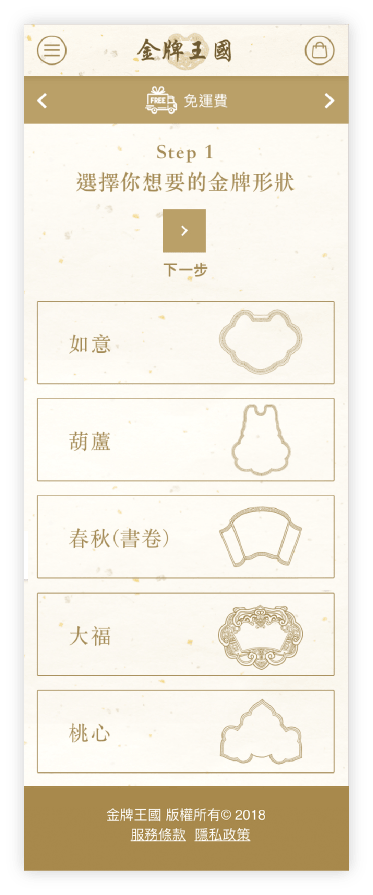 金牌王國
FREE
免運費
Step 1
選擇你想要的金牌形狀
下一步
如意
葫蘆
春秋(書卷)
大福
桃心
金牌王國 版權所有© 2018
服務條款 隱私政策